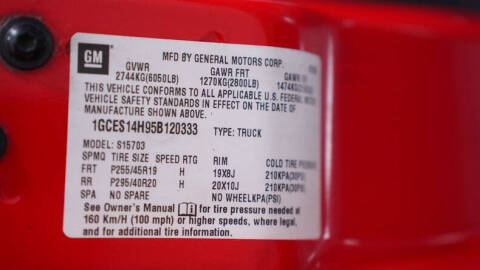 GM MFD BY GENERAL MOTORS CORP.
GVWR GAWR FRT GAWR
2744KG(6050LB) 1270KG(2800LB) 1474KG
THIS VEHICLE CONFORMS TO ALL APPLICABLE U.S. FEDERAL
VEHICLE SAFETY STANDARDS IN EFFECT ON THE DATE OF
MANUFACTURE SHOWN ABOVE.
1GCES14H95B120333 TYPE: TRUCK
MODEL: S15703
SPMQ TIRE SIZE SPEED RTG RIM COLD TIRE
FRT P255/45R19 H 19X8J 210KPA
RR P295/40R20 H 20X10J 210KPA
SPA NO SPARE NO WHEEL KPA(PSI)
See Owner's Manual for tire pressure needed at
160 Km/H (100 mph) or higher speeds, where legal,
and for additional tire information.